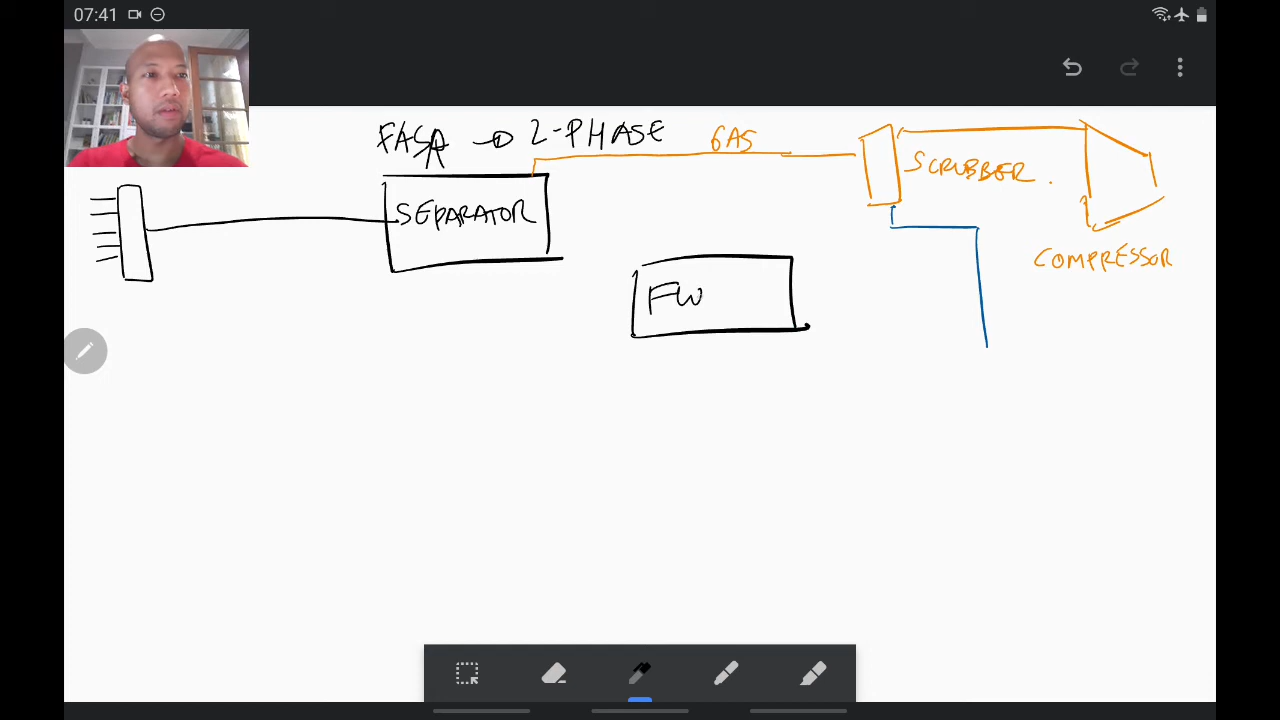 07:41
FASA → 2-PHASE
GAS
SCRUBBER.
SEPARATOR
COMPRESSOR
FW